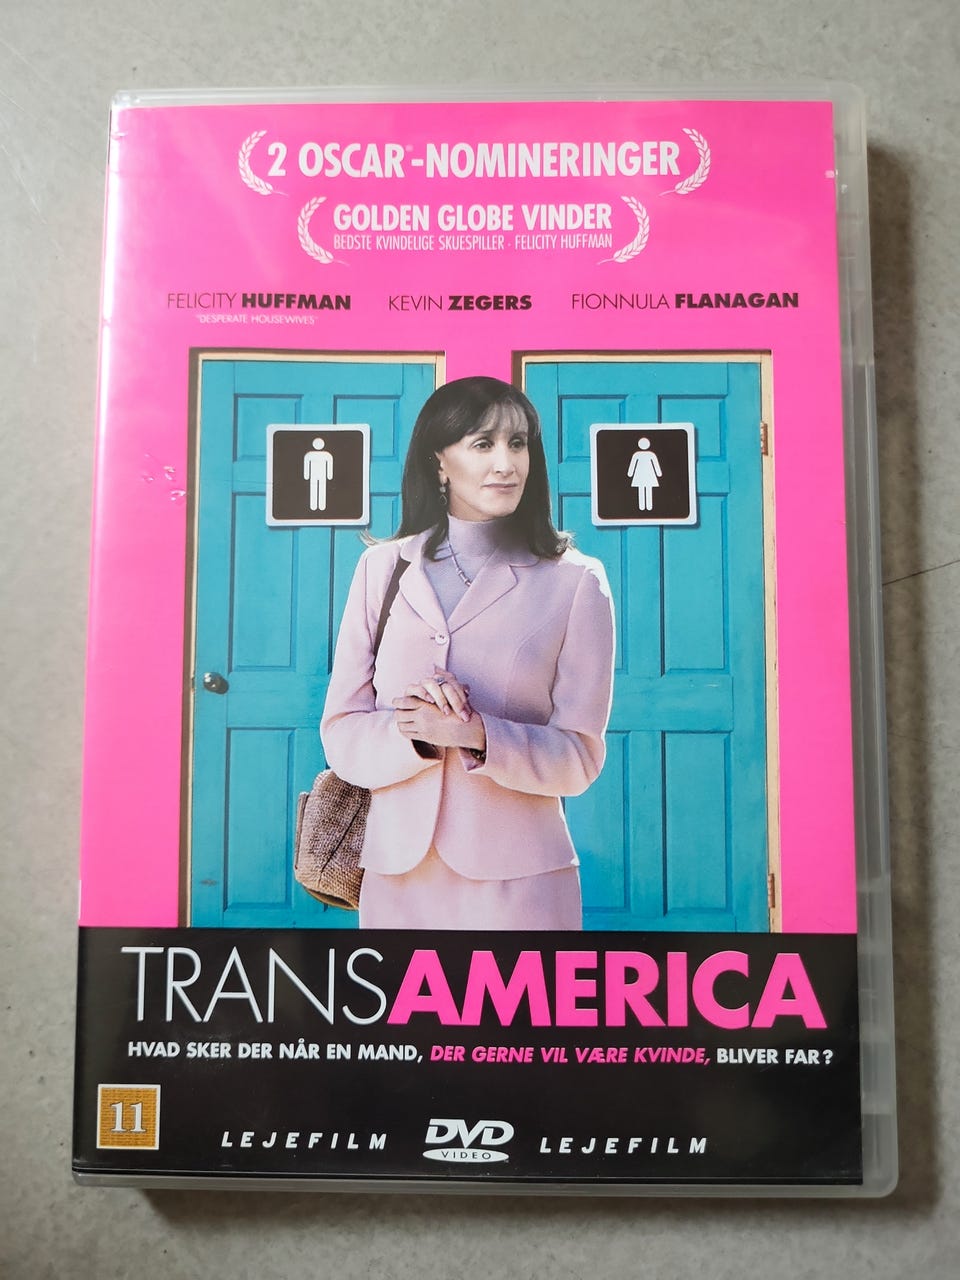 2 OSCAR®-NOMINERINGER
GOLDEN GLOBE VINDER
BEDSTE KVINDELIGE SKUESPILLER · FELICITY HUFFMAN
FELICITY HUFFMAN KEVIN ZEGERS FIONNULA FLANAGAN
"DESPERATE HOUSEWIVES"
TRANSAMERICA
HVAD SKER DER NÅR EN MAND, DER GERNE VIL VÆRE KVINDE, BLIVER FAR?
11
LEJEFILM DVD VIDEO LEJEFILM